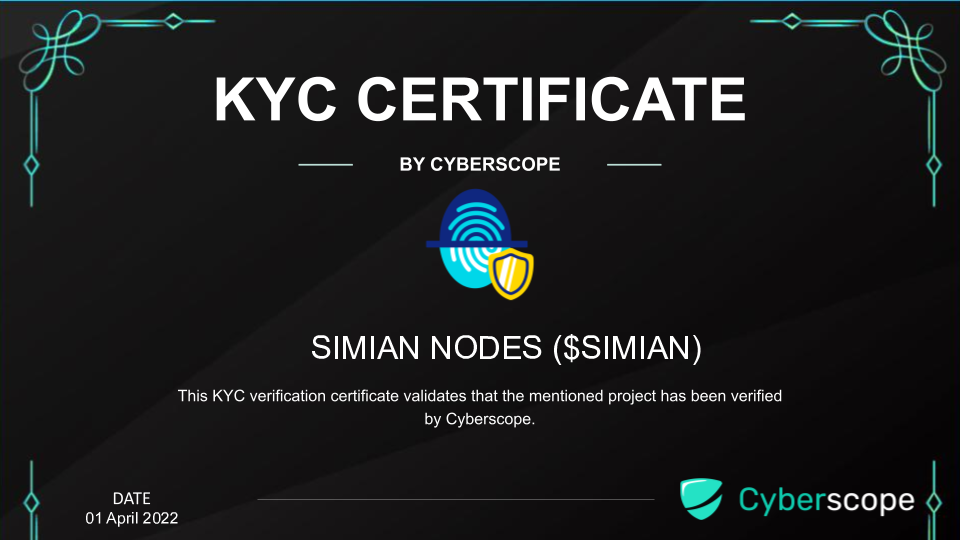 KYC CERTIFICATE
BY CYBERSCOPE
SIMIAN NODES ($SIMIAN)
This KYC verification certificate validates that the mentioned project has been verified
by Cyberscope.
DATE
01 April 2022
Cyberscope